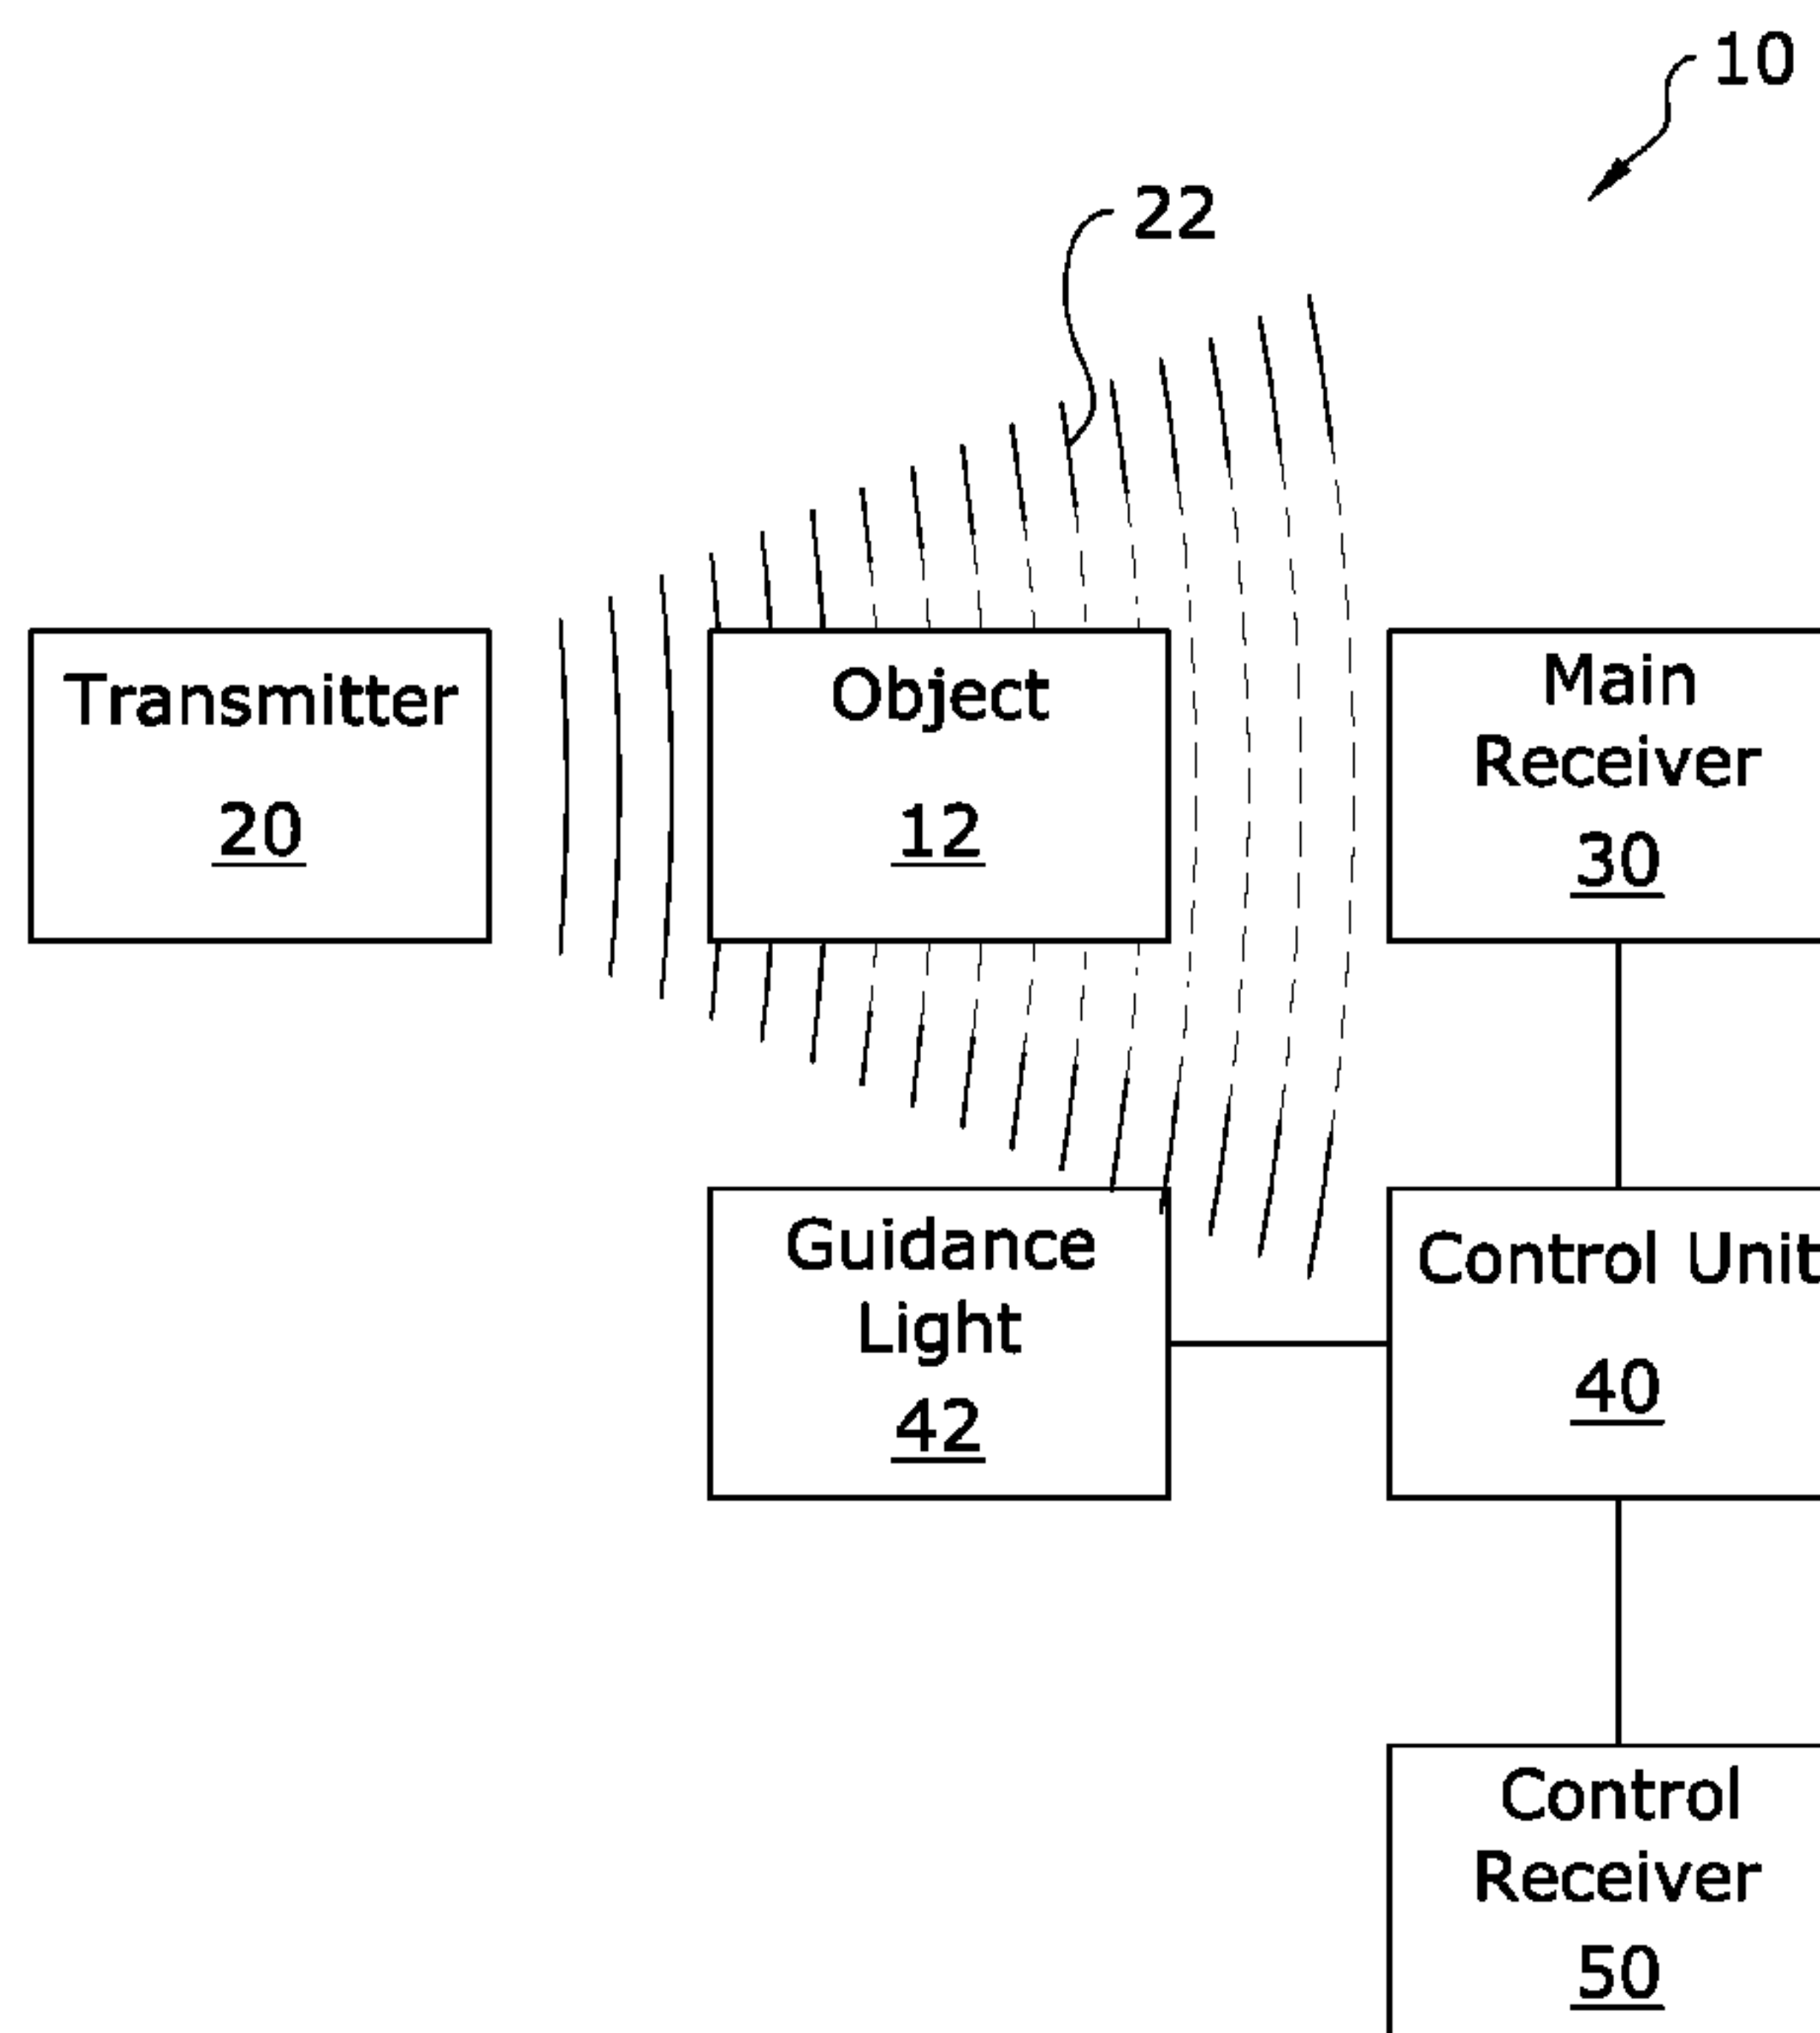 10
22
Transmitter
20
Object
12
Main
Receiver
30
Guidance
Light
42
Control Unit
40
Control
Receiver
50